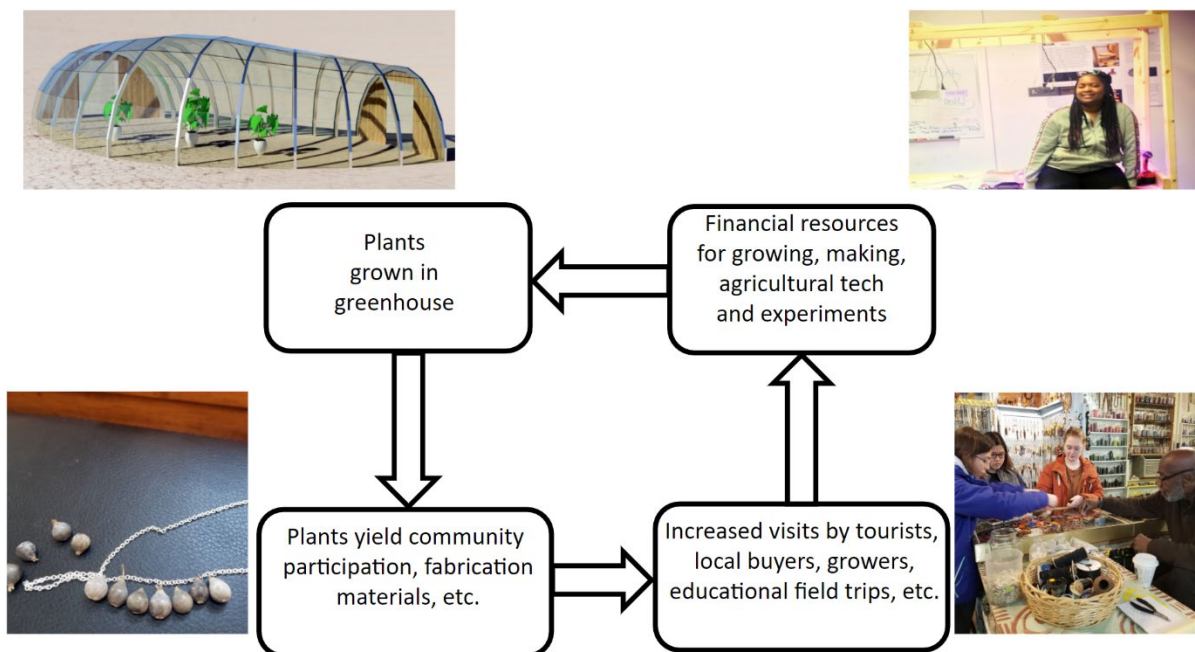 Plants
grown in
greenhouse
Financial resources
for growing, making,
agricultural tech
and experiments
Plants yield community
participation, fabrication
materials, etc.
Increased visits by tourists,
local buyers, growers,
educational field trips, etc.